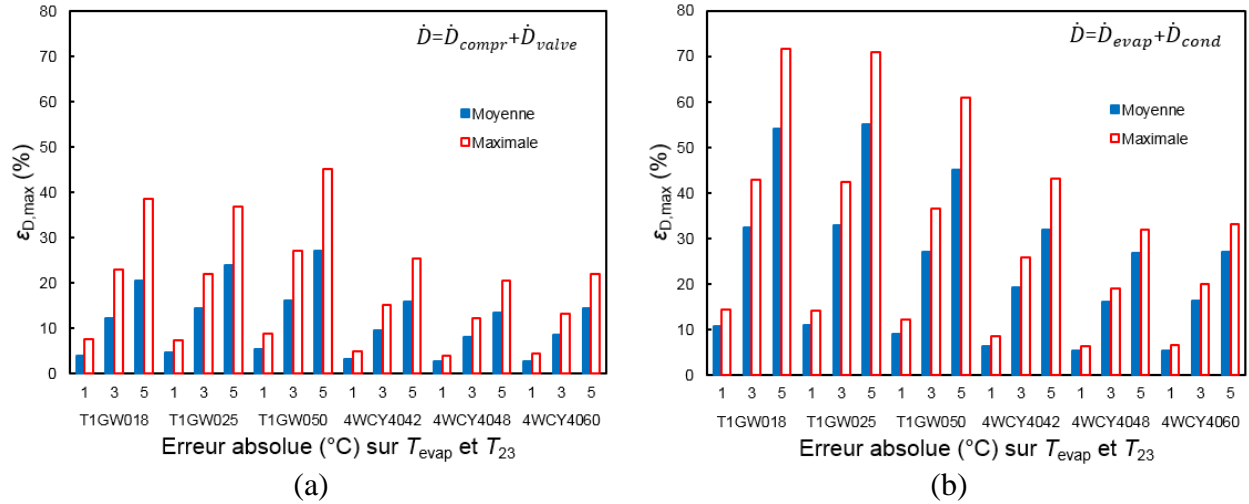 80
70
60
50
40
30
20
10
0
εD,max (%)
Ḋ=Ḋcompr+Ḋvalve
Moyenne
Maximale
1 3 5 1 3 5 1 3 5 1 3 5 1 3 5 1 3 5
T1GW018 T1GW025 T1GW050 4WCY4042 4WCY4048 4WCY4060
Erreur absolue (°C) sur Tevap et T23
(a)
80
70
60
50
40
30
20
10
0
εD,max (%)
Ḋ=Ḋevap+Ḋcond
Moyenne
Maximale
1 3 5 1 3 5 1 3 5 1 3 5 1 3 5 1 3 5
T1GW018 T1GW025 T1GW050 4WCY4042 4WCY4048 4WCY4060
Erreur absolue (°C) sur Tevap et T23
(b)